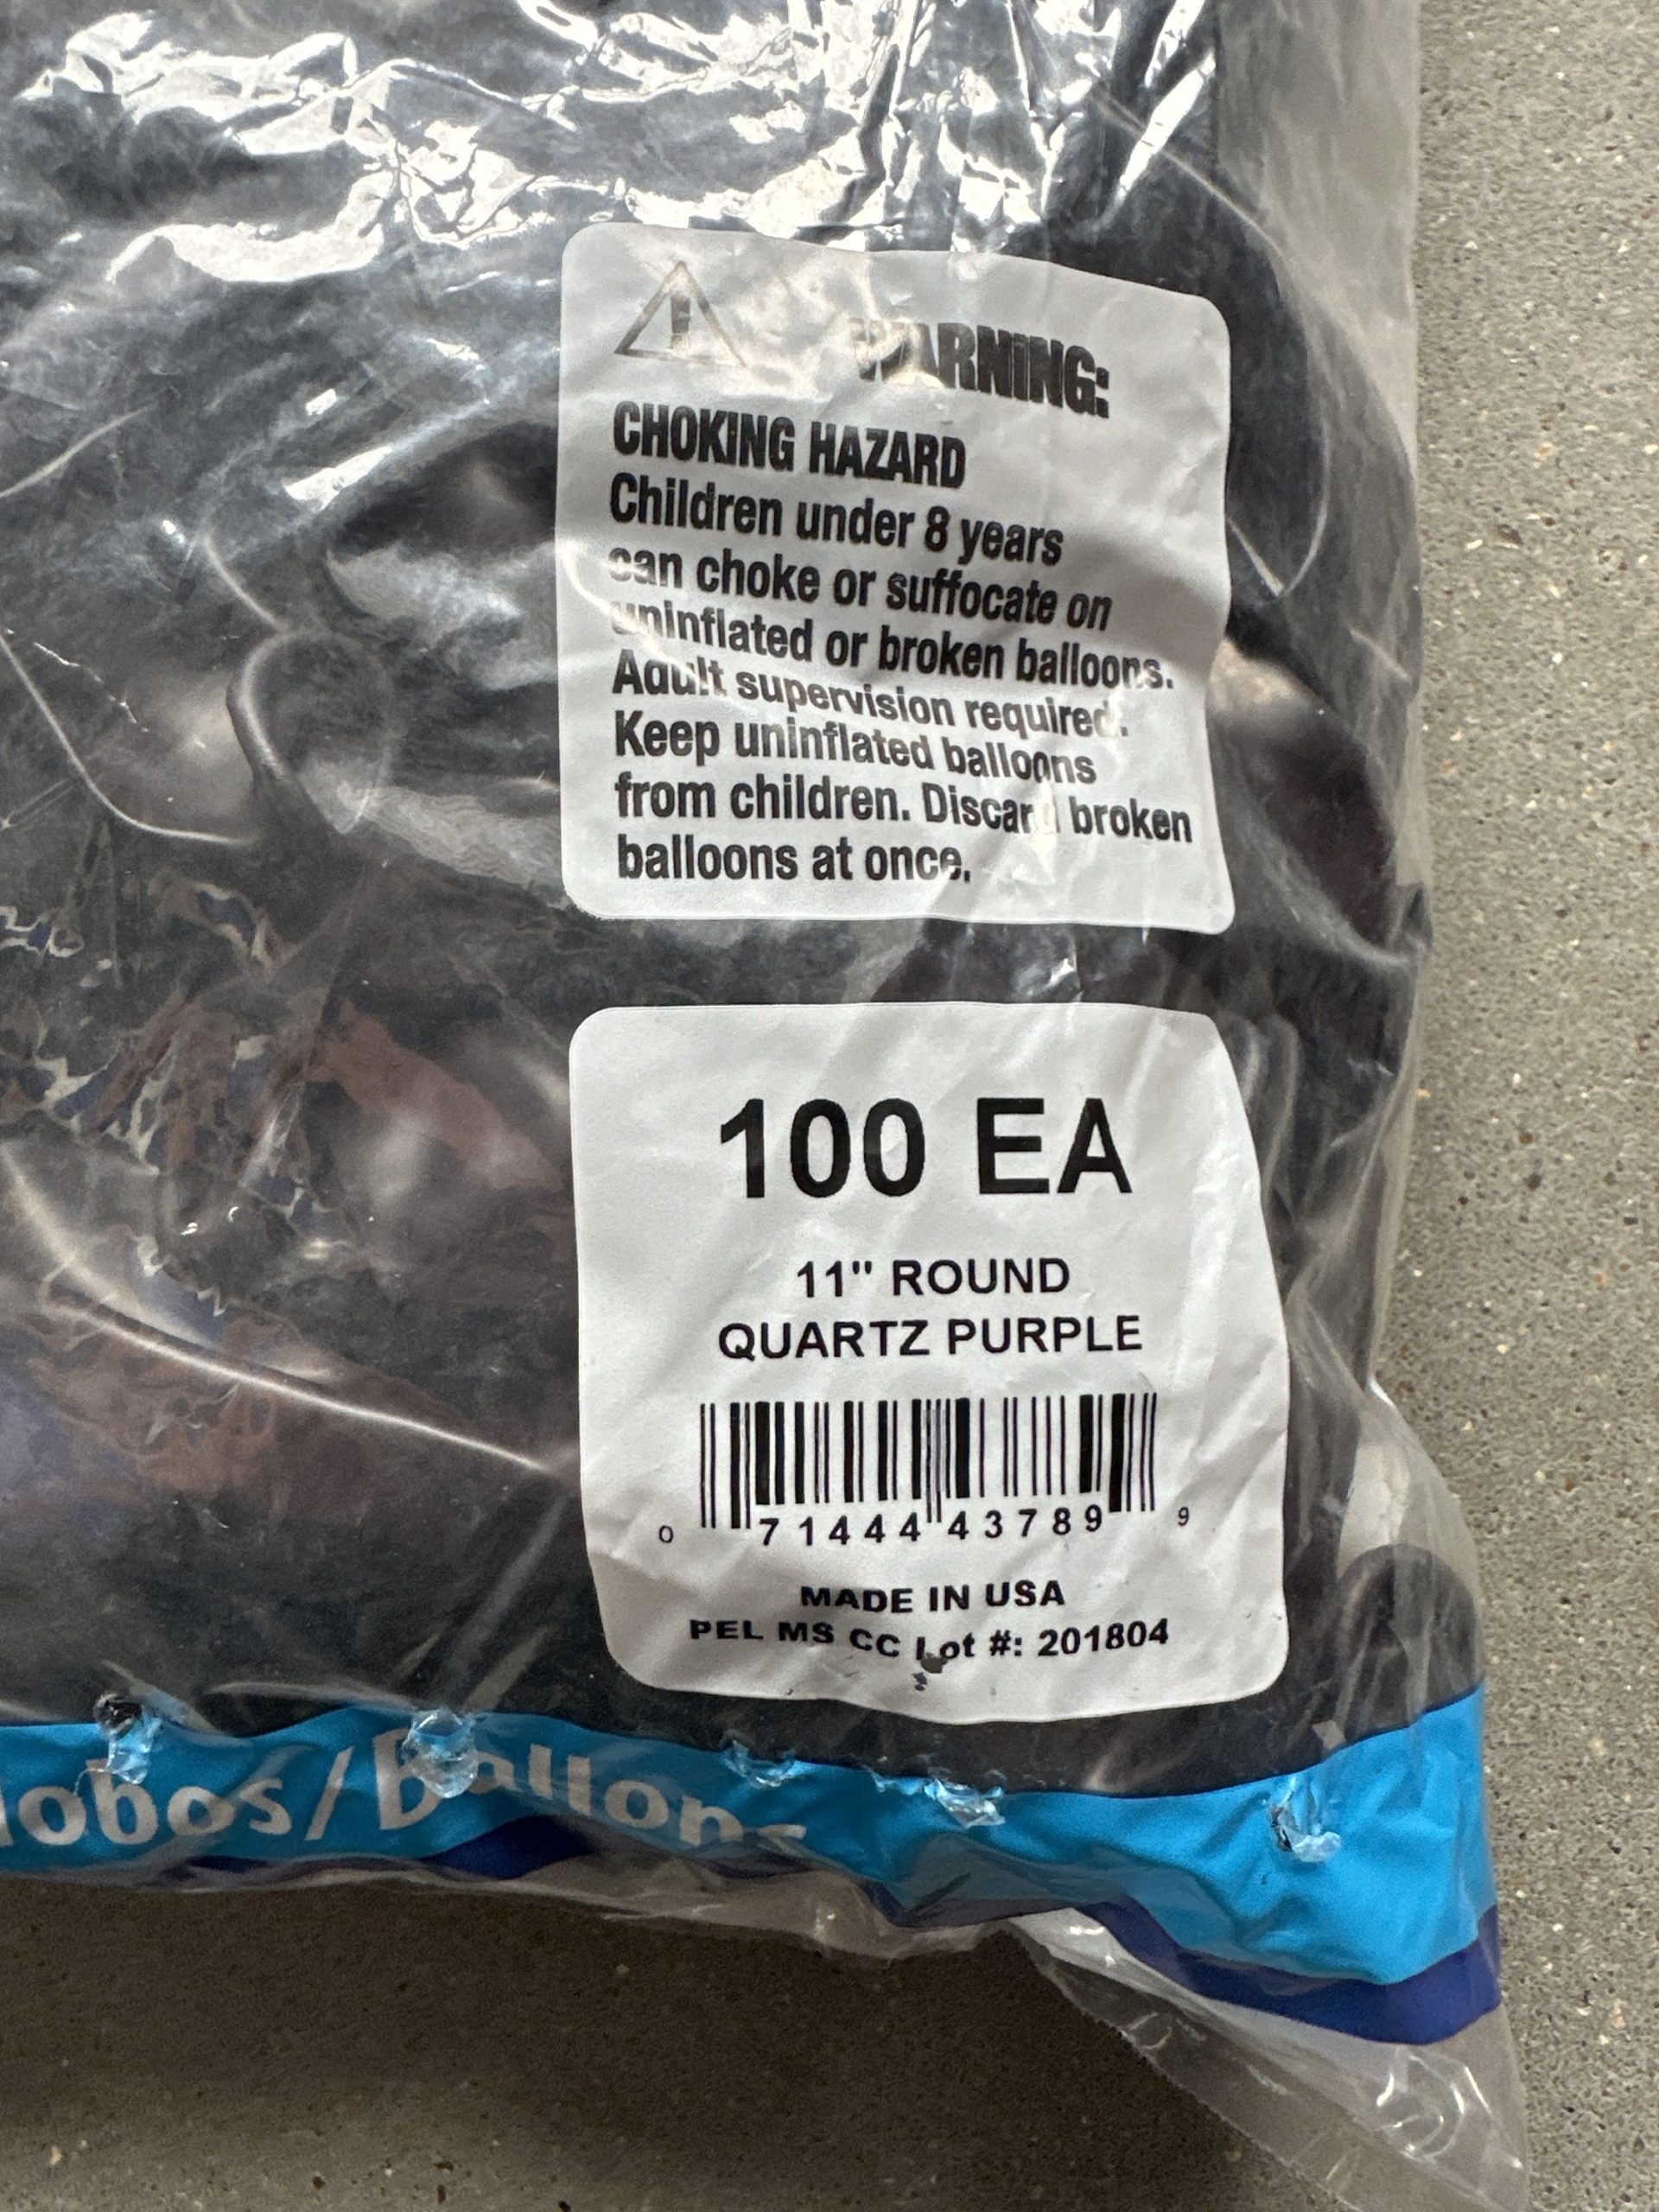 WARNING:
CHOKING HAZARD
Children under 8 years
can choke or suffocate on
uninflated or broken balloons.
Adult supervision required.
Keep uninflated balloons
from children. Discard broken
balloons at once.
100 EA
11" ROUND
QUARTZ PURPLE
0 71444 43789 9
MADE IN USA
PEL MS CC Lot #: 201804
lobos/Ballons